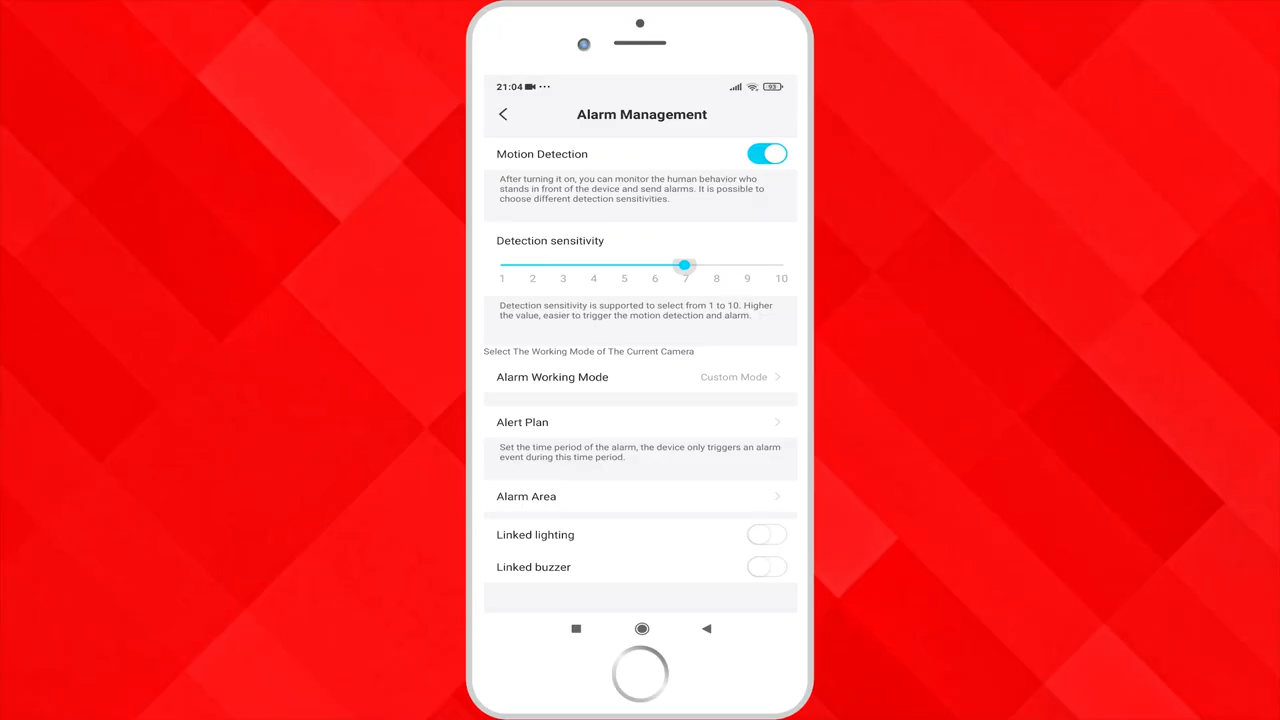 21:04
93
Alarm Management
Motion Detection
After turning it on, you can monitor the human behavior who
stands in front of the device and send alarms. It is possible to
choose different detection sensitivities.
Detection sensitivity
1 2 3 4 5 6 7 8 9 10
Detection sensitivity is supported to select from 1 to 10. Higher
the value, easier to trigger the motion detection and alarm.
Select The Working Mode of The Current Camera
Alarm Working Mode Custom Mode
Alert Plan
Set the time period of the alarm, the device only triggers an alarm
event during this time period.
Alarm Area
Linked lighting
Linked buzzer